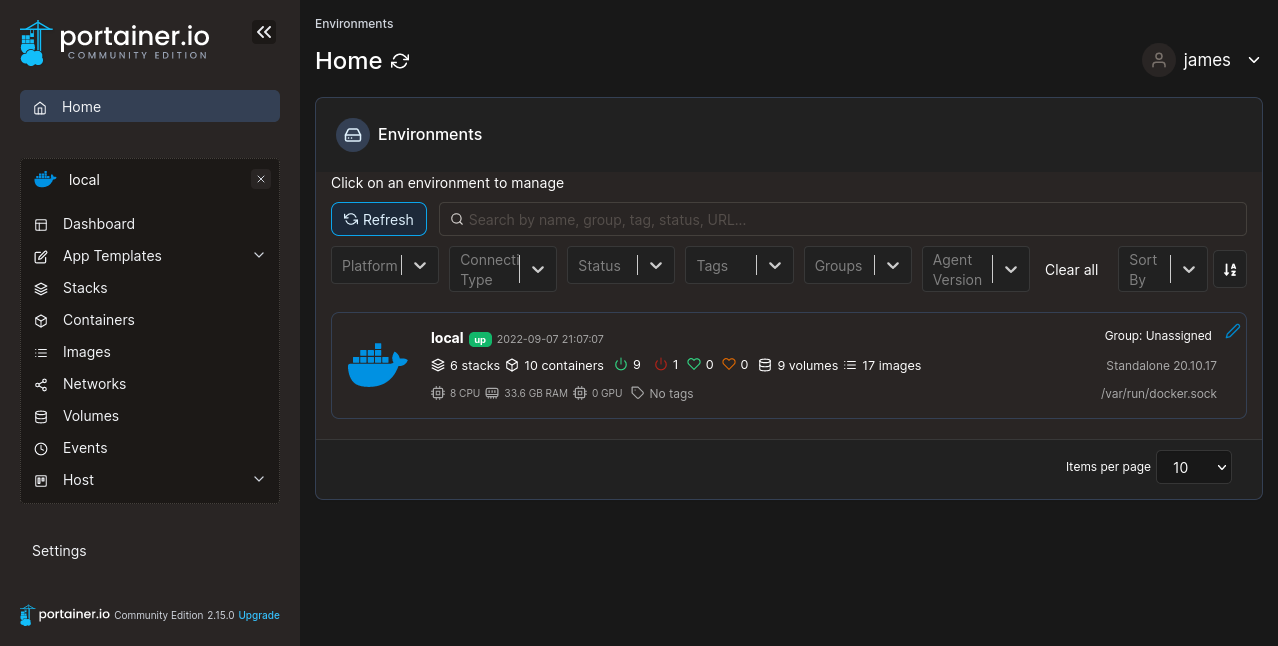 portainer.io
COMMUNITY EDITION
Home
local
Dashboard
App Templates
Stacks
Containers
Images
Networks
Volumes
Events
Host
Settings
portainer.io Community Edition 2.15.0 Upgrade
Environments
Home
james
Environments
Click on an environment to manage
Refresh
Search by name, group, tag, status, URL...
Platform
Connecti
Type
Status
Tags
Groups
Agent
Version
Clear all
Sort
By
local up 2022-09-07 21:07:07
Group: Unassigned
6 stacks 10 containers 9 1 0 0 9 volumes 17 images
Standalone 20.10.17
8 CPU 33.6 GB RAM 0 GPU No tags
/var/run/docker.sock
Items per page 10